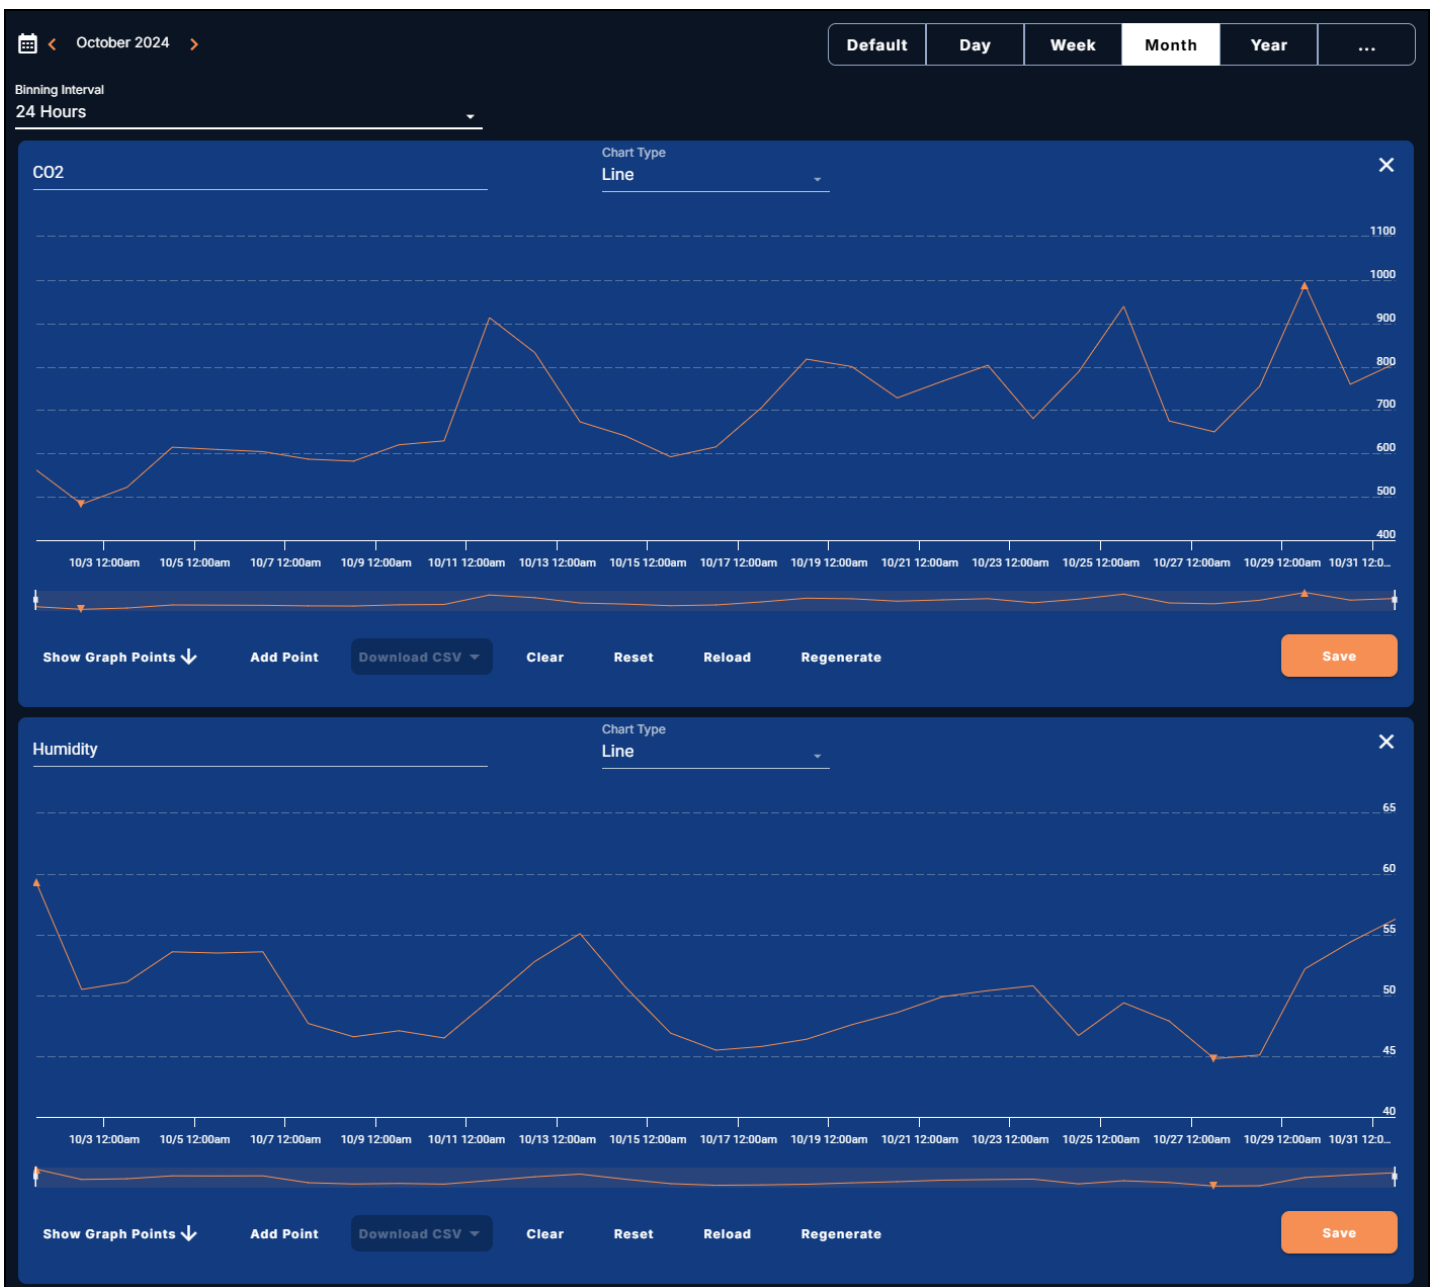 October 2024
Default Day Week Month Year ...
Binning Interval
24 Hours
CO2
Chart Type
Line
1100
1000
900
800
700
600
500
400
10/3 12:00am 10/5 12:00am 10/7 12:00am 10/9 12:00am 10/11 12:00am 10/13 12:00am 10/15 12:00am 10/17 12:00am 10/19 12:00am 10/21 12:00am 10/23 12:00am 10/25 12:00am 10/27 12:00am 10/29 12:00am 10/31 12:0...
Show Graph Points Add Point Download CSV Clear Reset Reload Regenerate Save
Humidity
Chart Type
Line
65
60
55
50
45
40
10/3 12:00am 10/5 12:00am 10/7 12:00am 10/9 12:00am 10/11 12:00am 10/13 12:00am 10/15 12:00am 10/17 12:00am 10/19 12:00am 10/21 12:00am 10/23 12:00am 10/25 12:00am 10/27 12:00am 10/29 12:00am 10/31 12:0...
Show Graph Points Add Point Download CSV Clear Reset Reload Regenerate Save